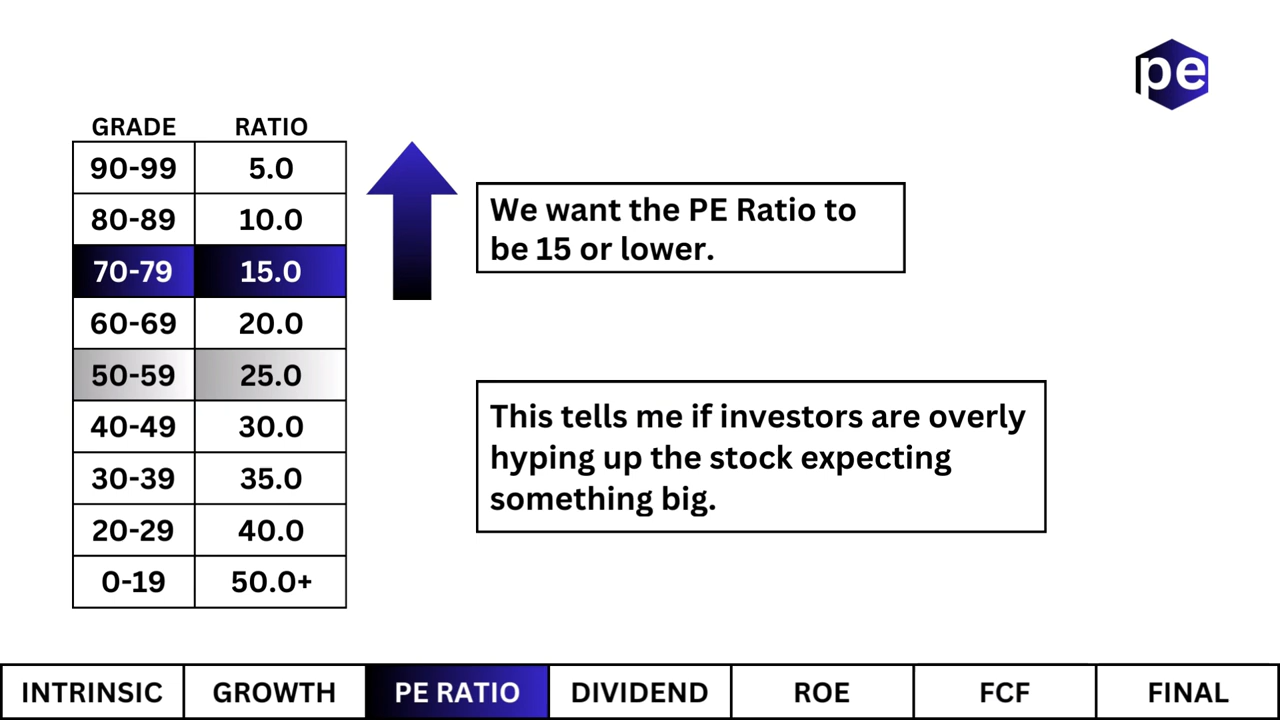 pe
GRADE RATIO
90-99 5.0
80-89 10.0
70-79 15.0
60-69 20.0
50-59 25.0
40-49 30.0
30-39 35.0
20-29 40.0
0-19 50.0+
We want the PE Ratio to
be 15 or lower.
This tells me if investors are overly
hyping up the stock expecting
something big.
INTRINSIC GROWTH PE RATIO DIVIDEND ROE FCF FINAL